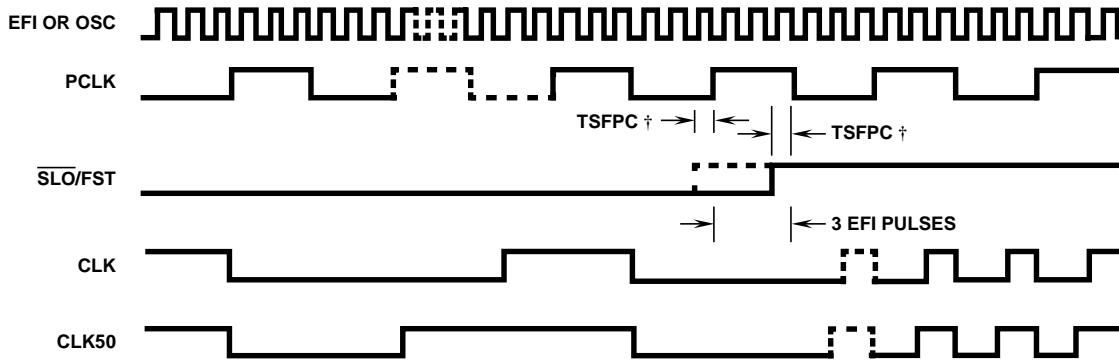 EFI OR OSC
PCLK
TSFPC †
TSFPC †
SLO/FST
3 EFI PULSES
CLK
CLK50